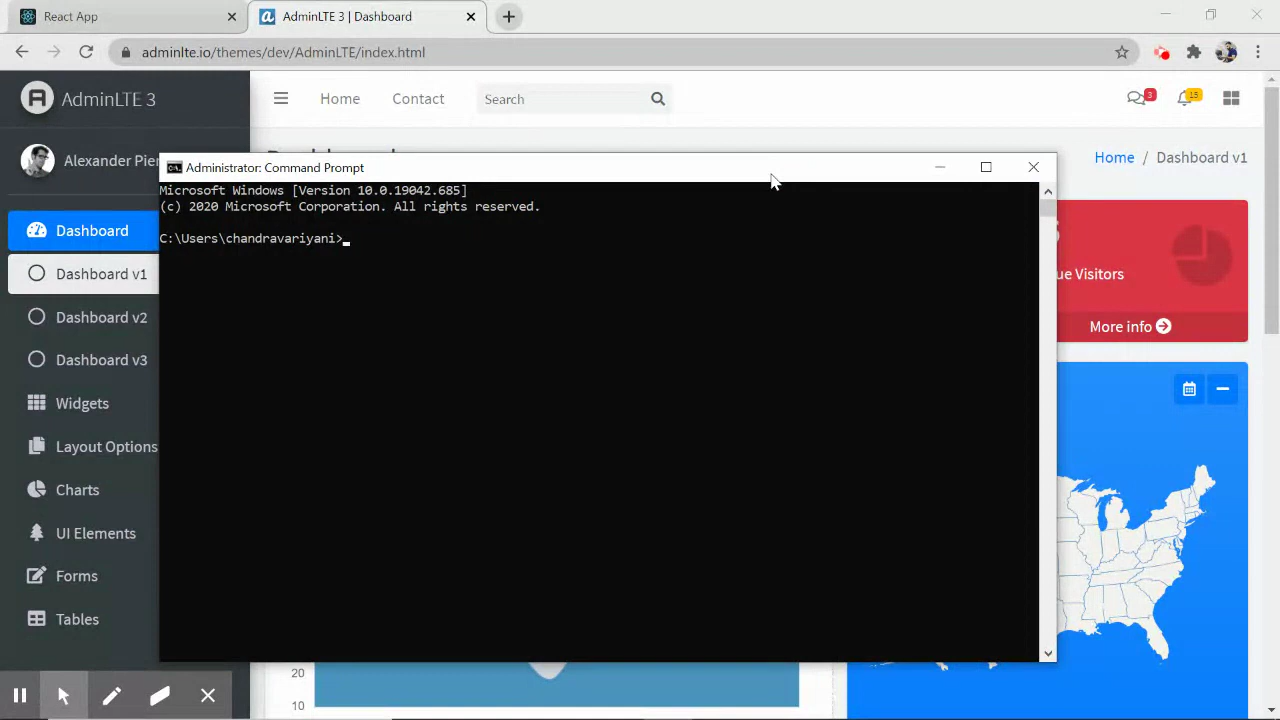 React App
AdminLTE 3 | Dashboard
adminlte.io/themes/dev/AdminLTE/index.html
AdminLTE 3
Home
Contact
Search
3
15
Alexander Pier
Home / Dashboard v1
Administrator: Command Prompt
Microsoft Windows [Version 10.0.19042.685]
(c) 2020 Microsoft Corporation. All rights reserved.
C:\Users\chandravariyani>
Dashboard
Dashboard v1
Dashboard v2
Dashboard v3
Widgets
Layout Options
Charts
UI Elements
Forms
Tables
ue Visitors
More info
20
10